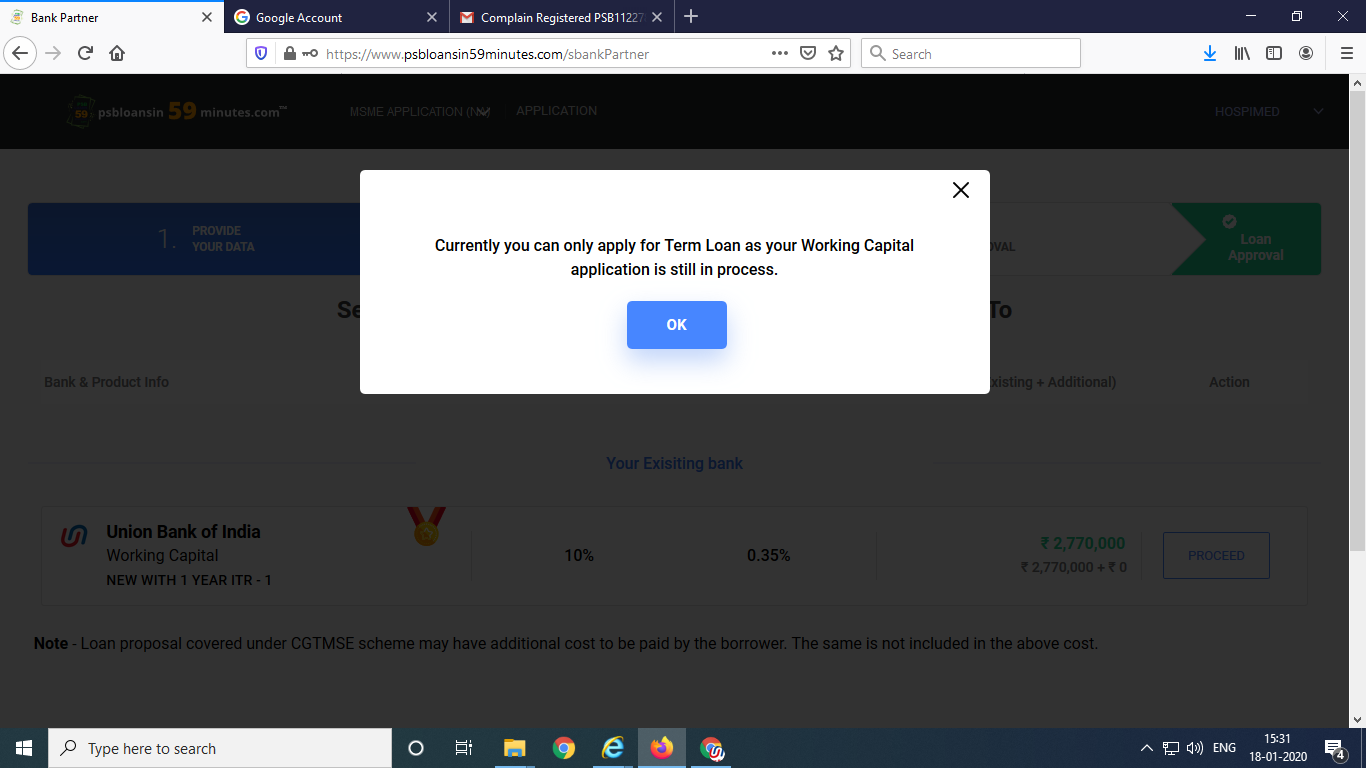 Bank Partner
Google Account
Complain Registered PSB11227
https://www.psbloansin59minutes.com/sbankPartner
Search
psbloansin 59 minutes.com™
MSME APPLICATION
APPLICATION
HOSPIMED
1. PROVIDE
YOUR DATA
Loan
Approval
Currently you can only apply for Term Loan as your Working Capital
application is still in process.
OK
Se
To
Bank & Product Info
xisting + Additional)
Action
Your Exisiting bank
Union Bank of India
Working Capital
NEW WITH 1 YEAR ITR - 1
10%
0.35%
₹ 2,770,000
₹ 2,770,000 + ₹ 0
PROCEED
Note - Loan proposal covered under CGTMSE scheme may have additional cost to be paid by the borrower. The same is not included in the above cost.
Type here to search
ENG
15:31
18-01-2020
4